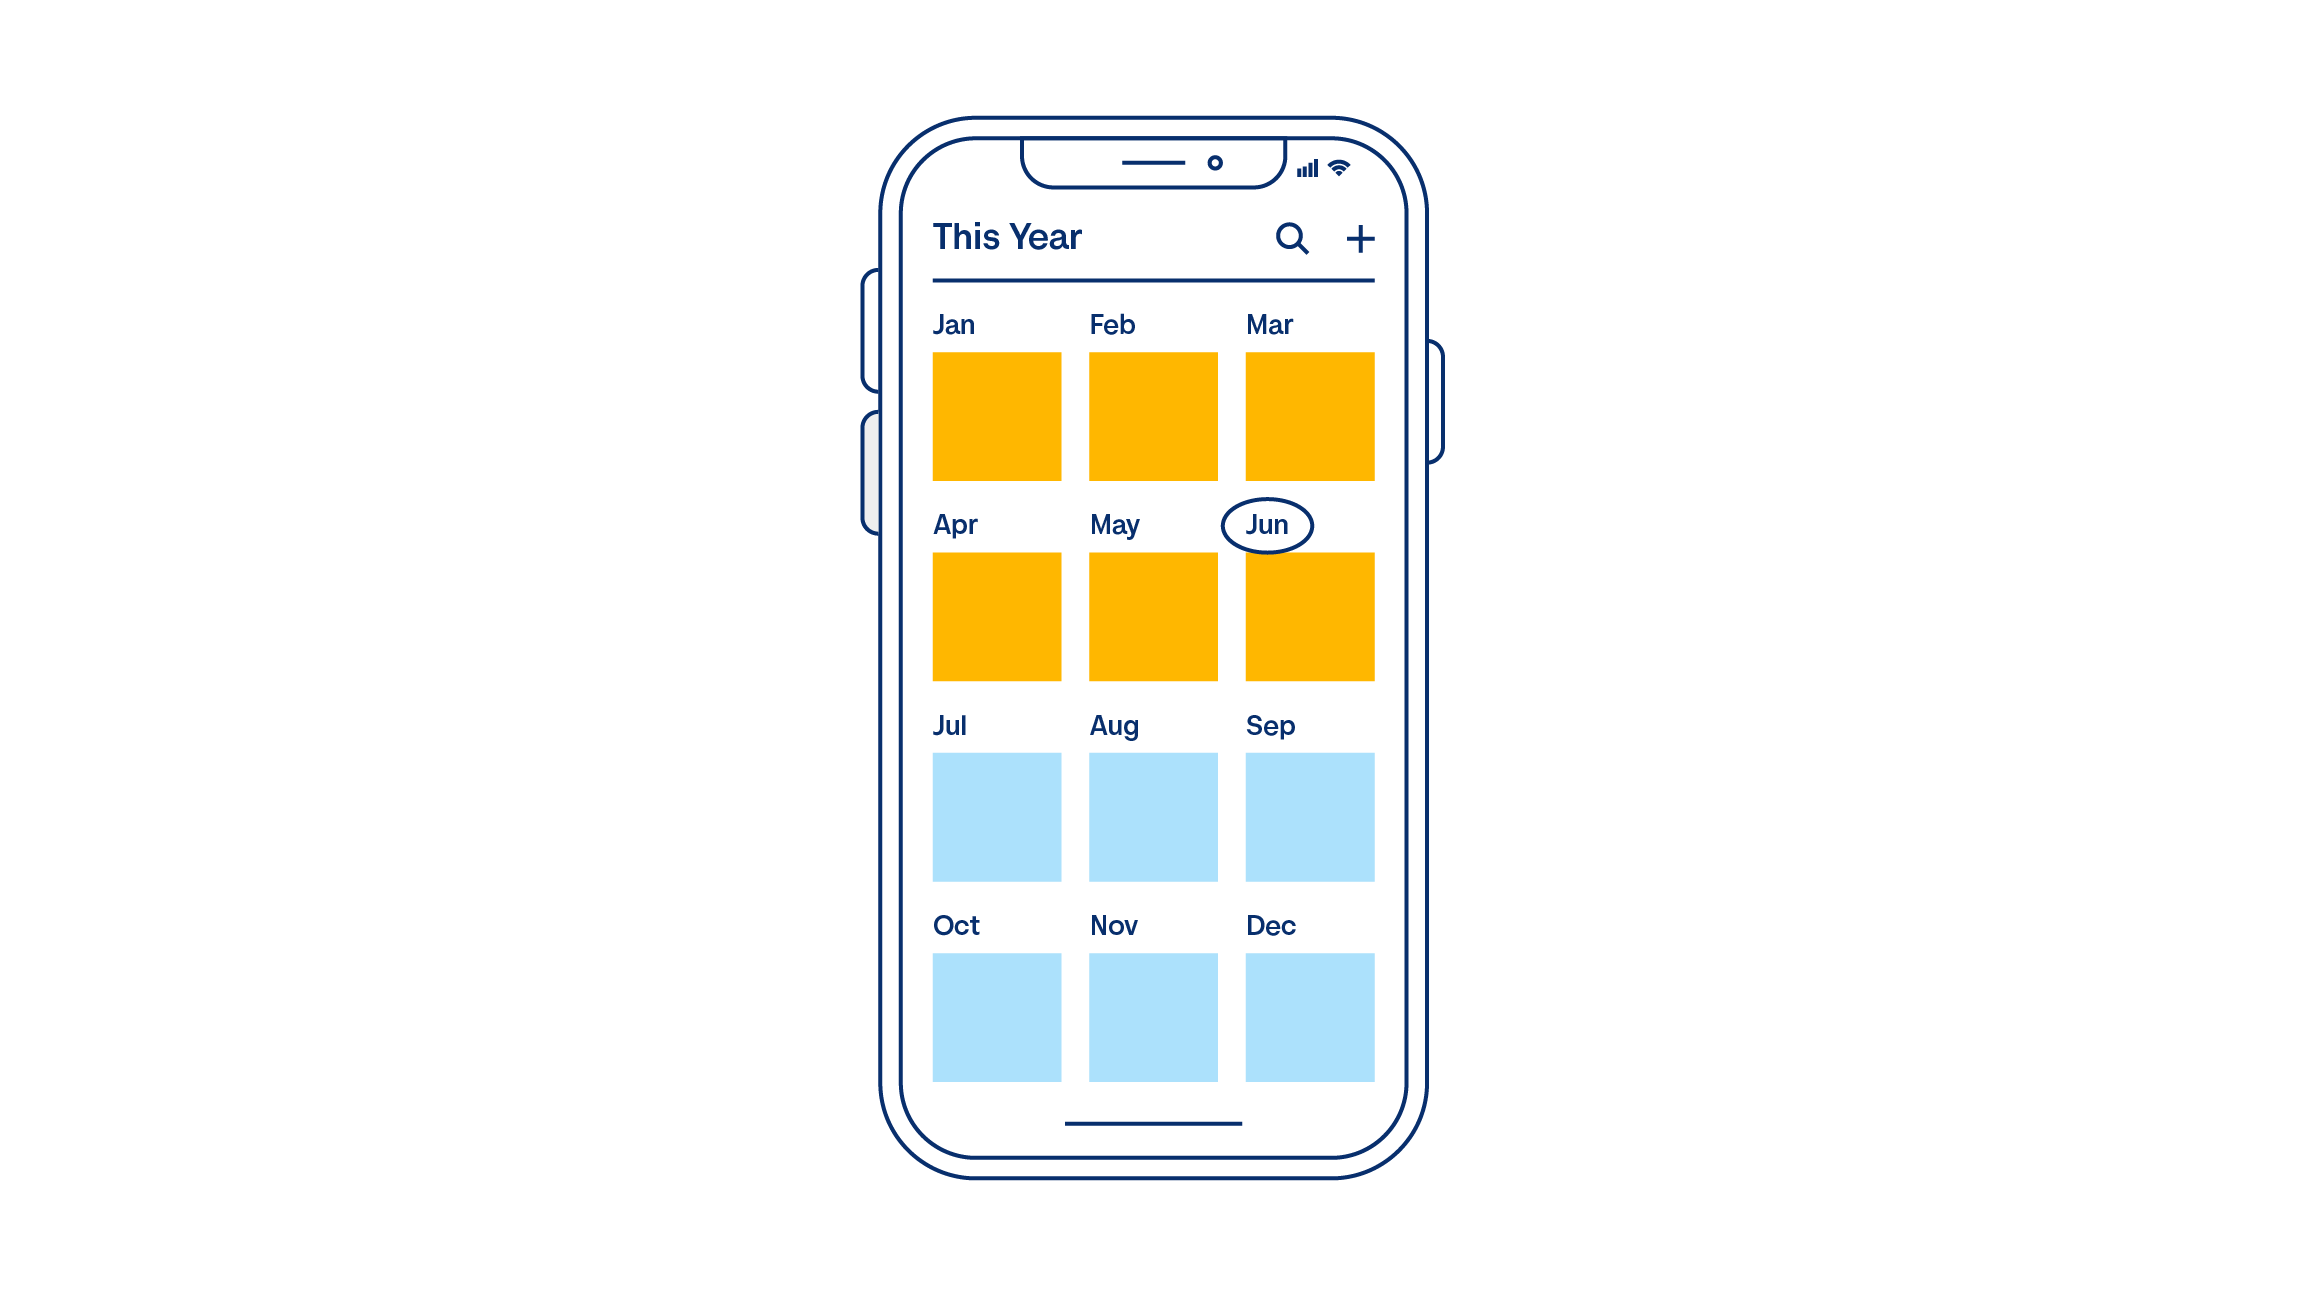 This Year
Jan Feb Mar
Apr May Jun
Jul Aug Sep
Oct Nov Dec